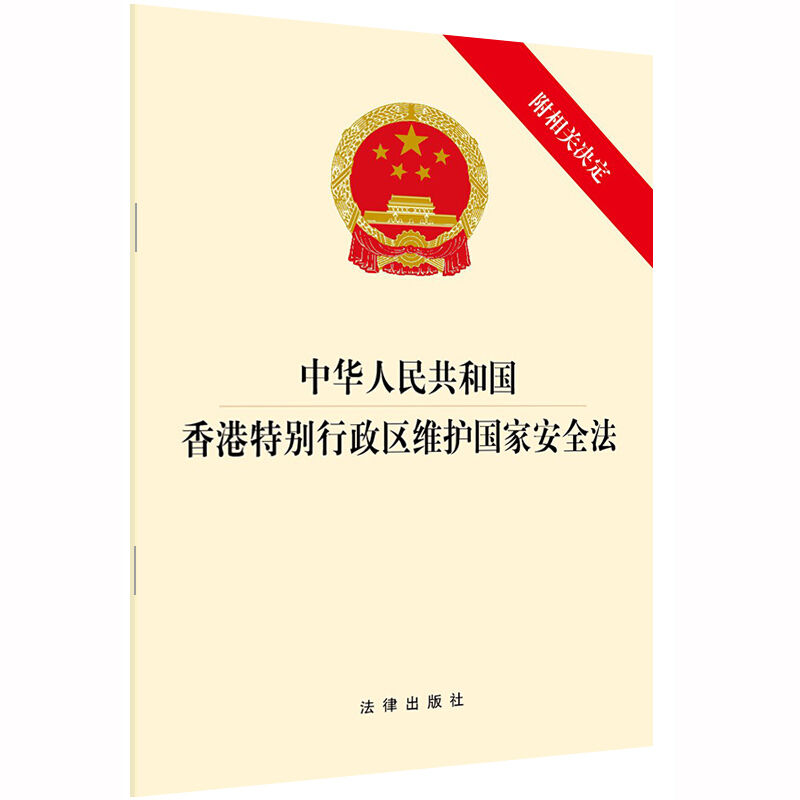 附相关决定
中华人民共和国
香港特别行政区维护国家安全法
法律出版社